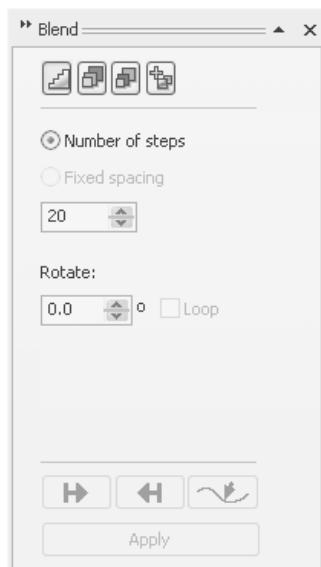 Blend
Number of steps
Fixed spacing
20
Rotate:
0.0 o Loop
Apply